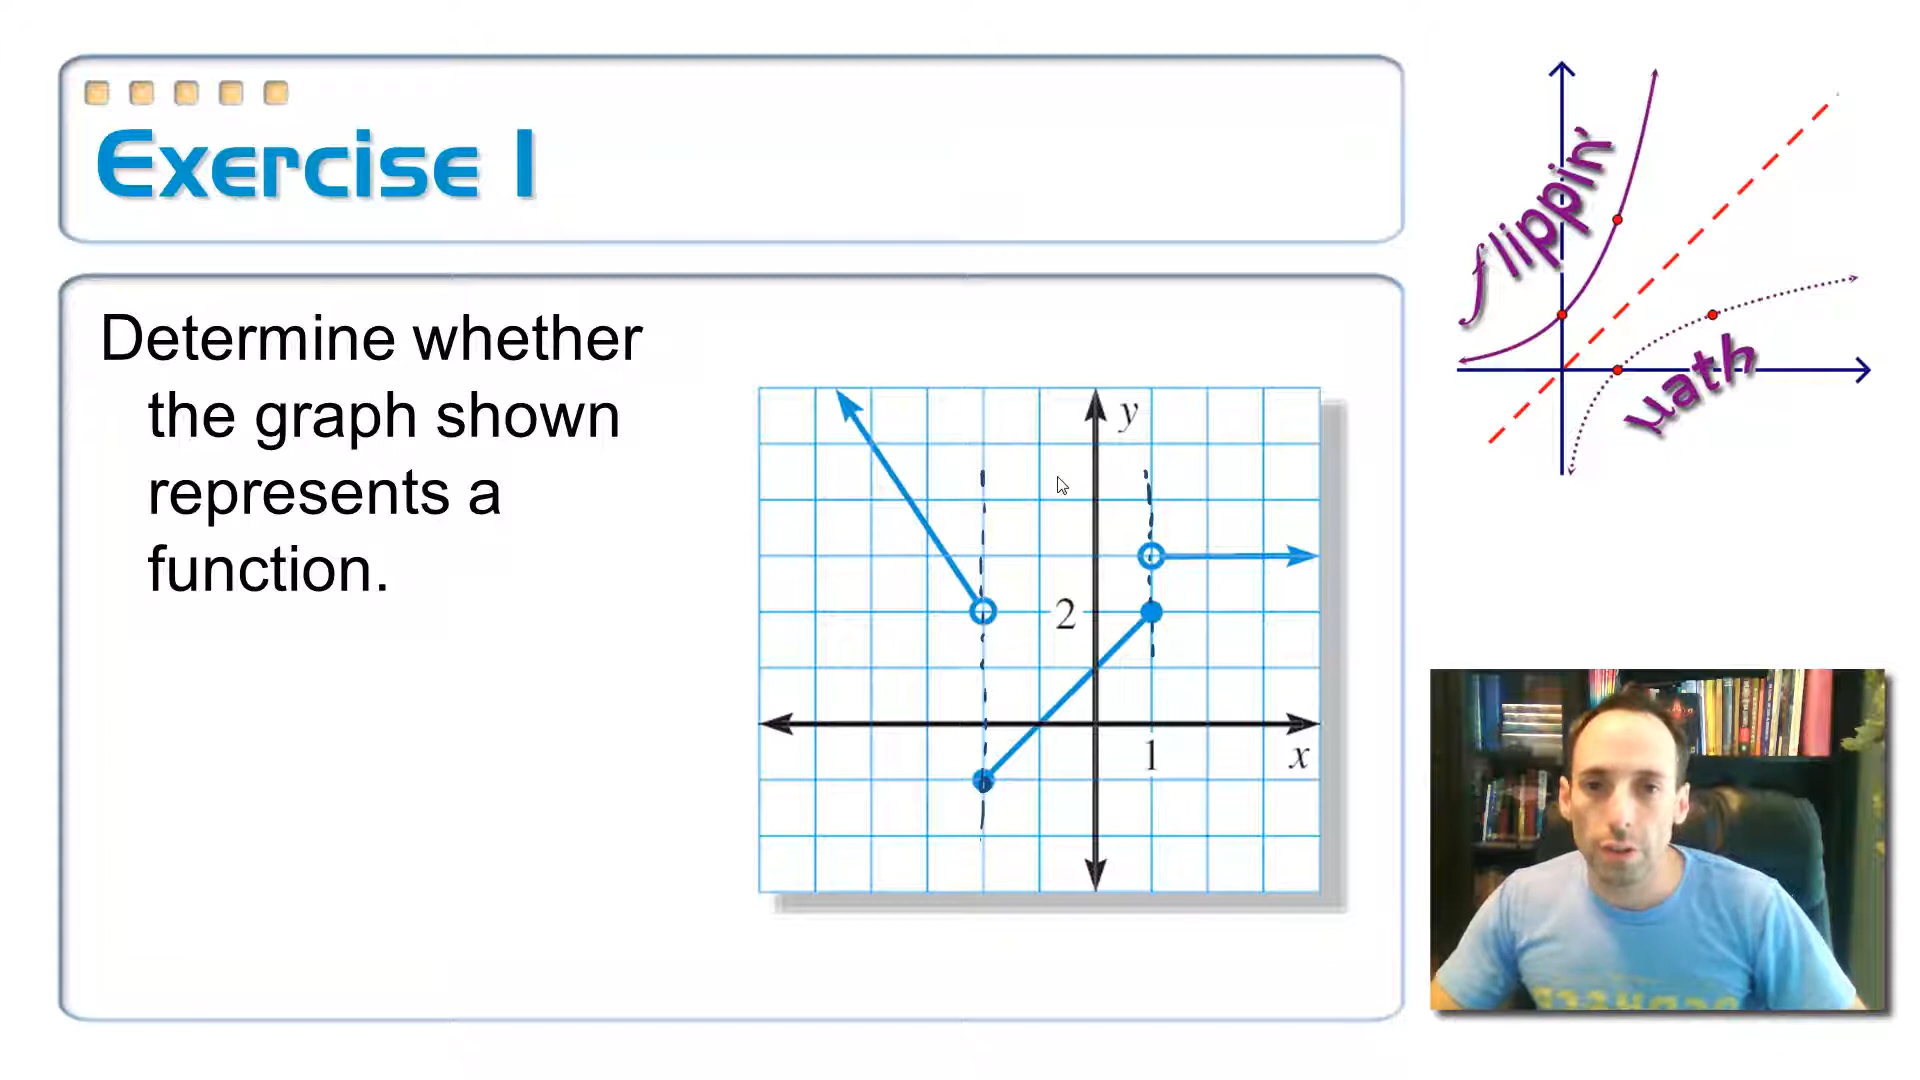 Exercise 1
Determine whether
the graph shown
represents a
function.
y
2
1
x
flippin'
math